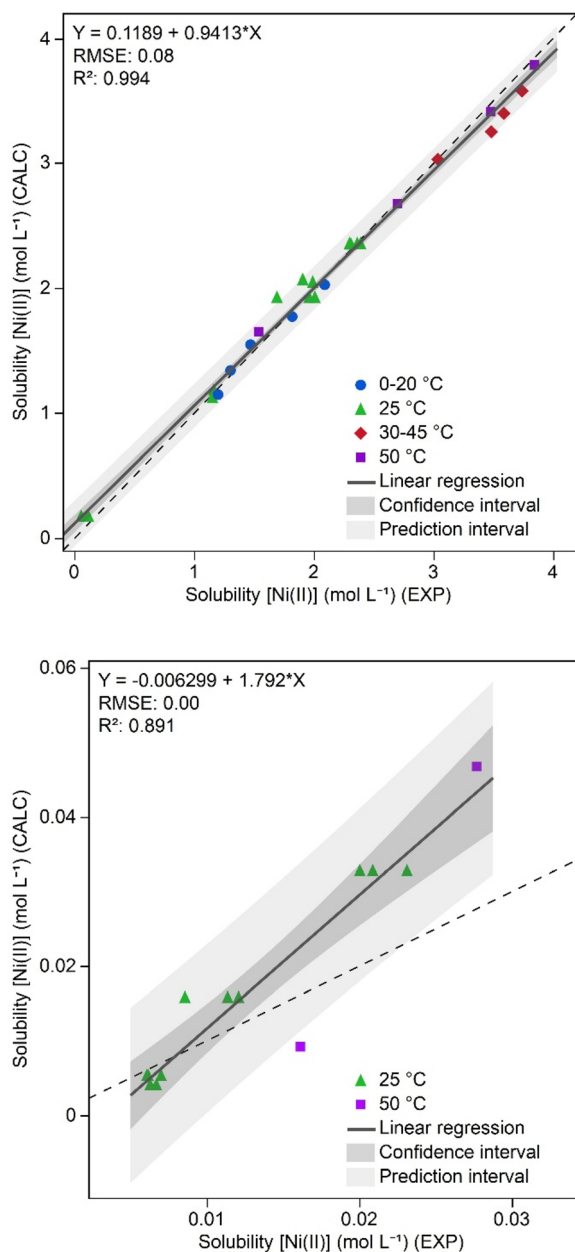 Y = 0.1189 + 0.9413*X
RMSE: 0.08
R²: 0.994
4
3
2
1
0
Solubility [Ni(II)] (mol L⁻¹) (CALC)
0-20 °C
25 °C
30-45 °C
50 °C
Linear regression
Confidence interval
Prediction interval
0 1 2 3 4
Solubility [Ni(II)] (mol L⁻¹) (EXP)
Y = -0.006299 + 1.792*X
RMSE: 0.00
R²: 0.891
0.06
0.04
0.02
0
Solubility [Ni(II)] (mol L⁻¹) (CALC)
25 °C
50 °C
Linear regression
Confidence interval
Prediction interval
0.01 0.02 0.03
Solubility [Ni(II)] (mol L⁻¹) (EXP)